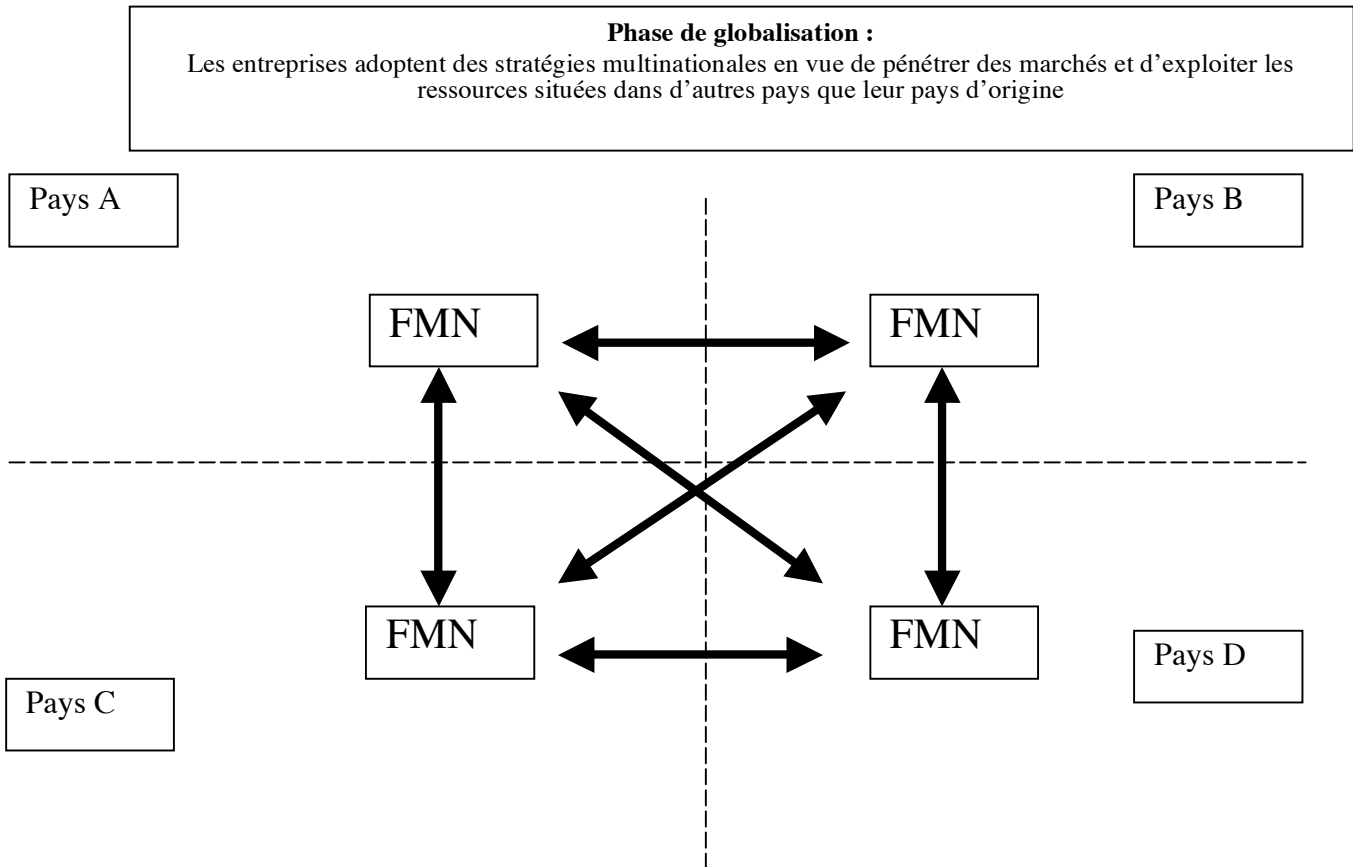 Phase de globalisation :
Les entreprises adoptent des stratégies multinationales en vue de pénétrer des marchés et d’exploiter les
ressources situées dans d’autres pays que leur pays d’origine
Pays A
Pays B
FMN
FMN
FMN
FMN
Pays D
Pays C